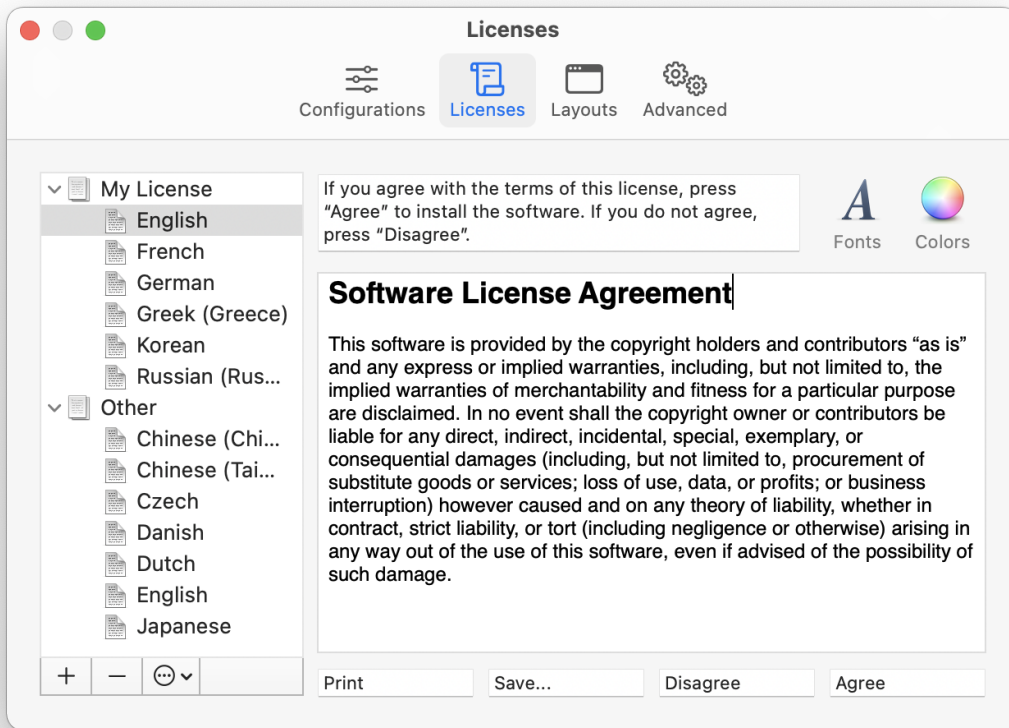 Licenses
Configurations
Licenses
Layouts
Advanced
My License
English
French
German
Greek (Greece)
Korean
Russian (Rus...
Other
Chinese (Chi...
Chinese (Tai...
Czech
Danish
Dutch
English
Japanese
If you agree with the terms of this license, press
“Agree” to install the software. If you do not agree,
press “Disagree”.
Fonts
Colors
Software License Agreement
This software is provided by the copyright holders and contributors “as is”
and any express or implied warranties, including, but not limited to, the
implied warranties of merchantability and fitness for a particular purpose
are disclaimed. In no event shall the copyright owner or contributors be
liable for any direct, indirect, incidental, special, exemplary, or
consequential damages (including, but not limited to, procurement of
substitute goods or services; loss of use, data, or profits; or business
interruption) however caused and on any theory of liability, whether in
contract, strict liability, or tort (including negligence or otherwise) arising in
any way out of the use of this software, even if advised of the possibility of
such damage.
Print
Save...
Disagree
Agree